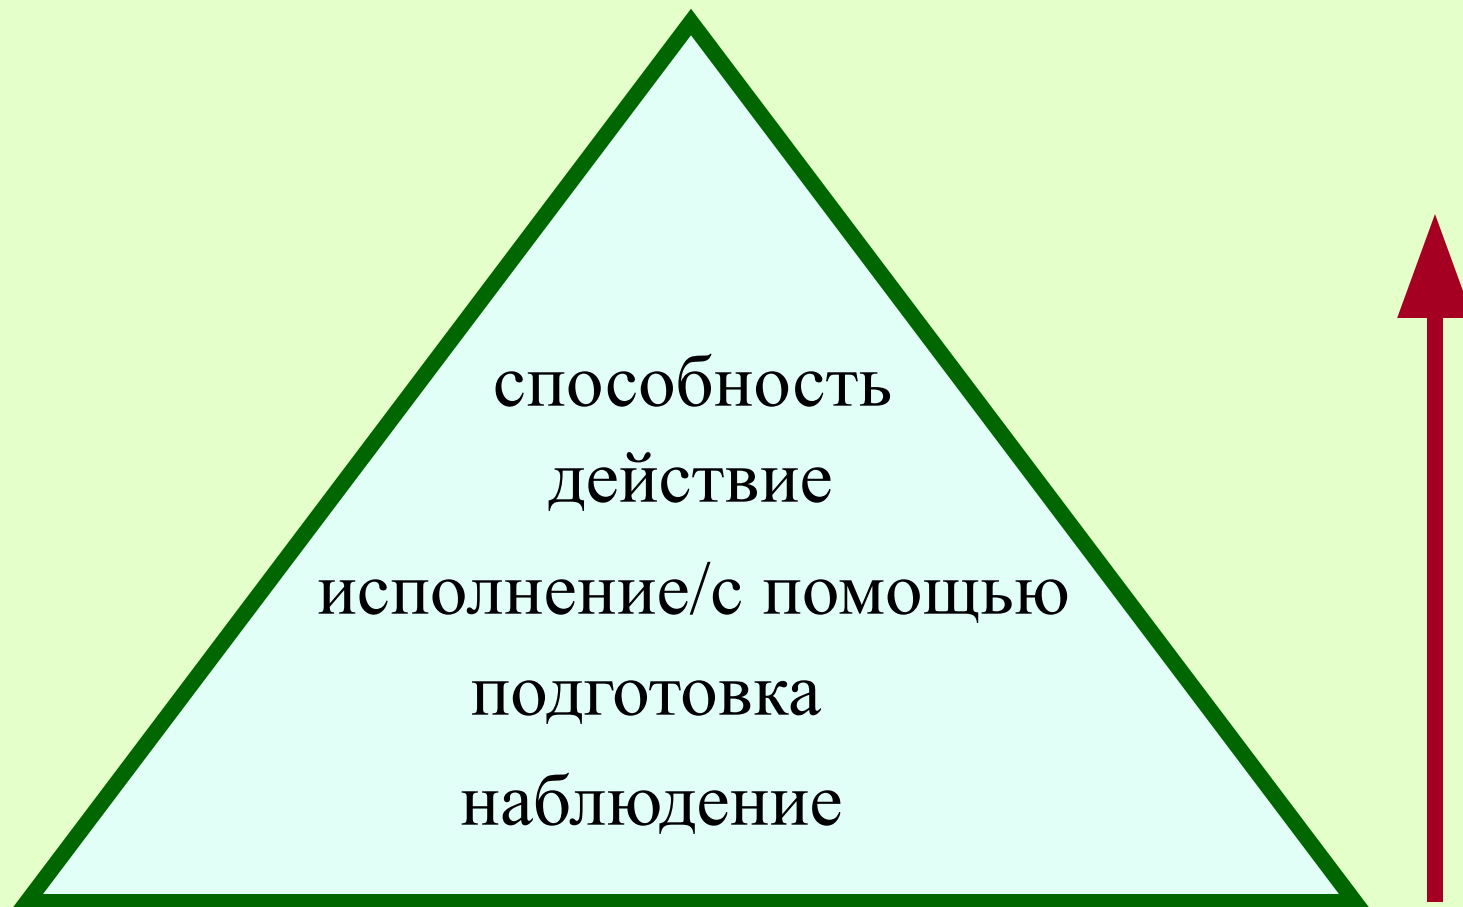 способность
действие
исполнение/с помощью
подготовка
наблюдение